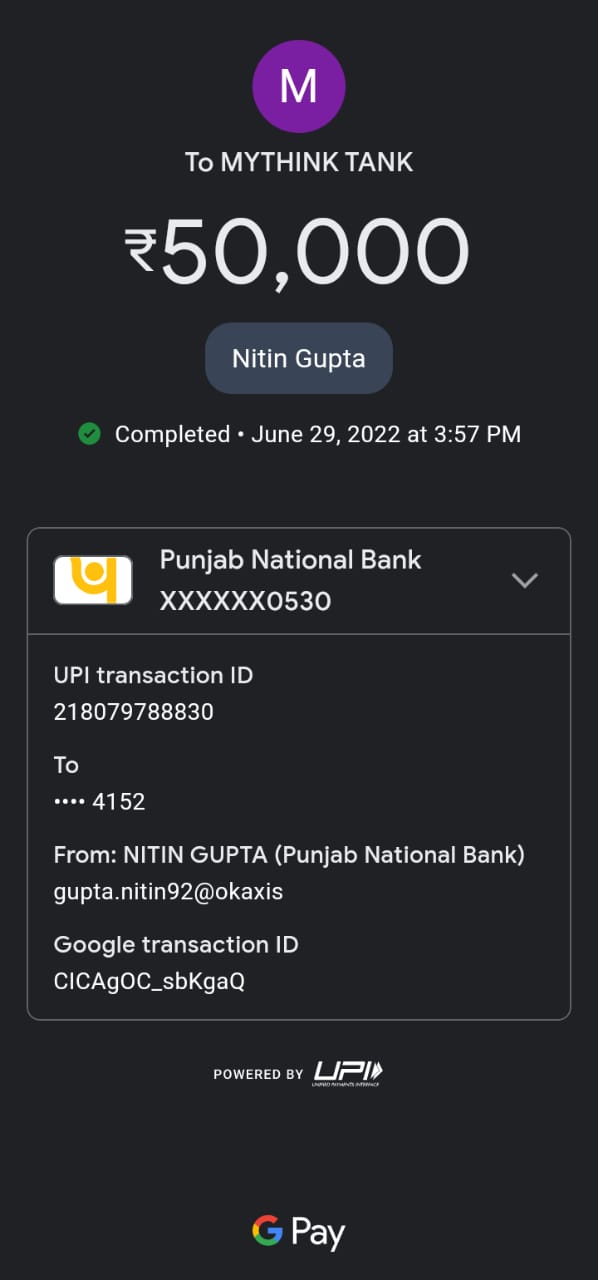 M
To MYTHINK TANK
₹50,000
Nitin Gupta
Completed • June 29, 2022 at 3:57 PM
Punjab National Bank
XXXXXX0530
UPI transaction ID
218079788830
To
•••• 4152
From: NITIN GUPTA (Punjab National Bank)
gupta.nitin92@okaxis
Google transaction ID
CICAgOC_sbKgaQ
POWERED BY UPI
UNIFIED PAYMENTS INTERFACE
G Pay